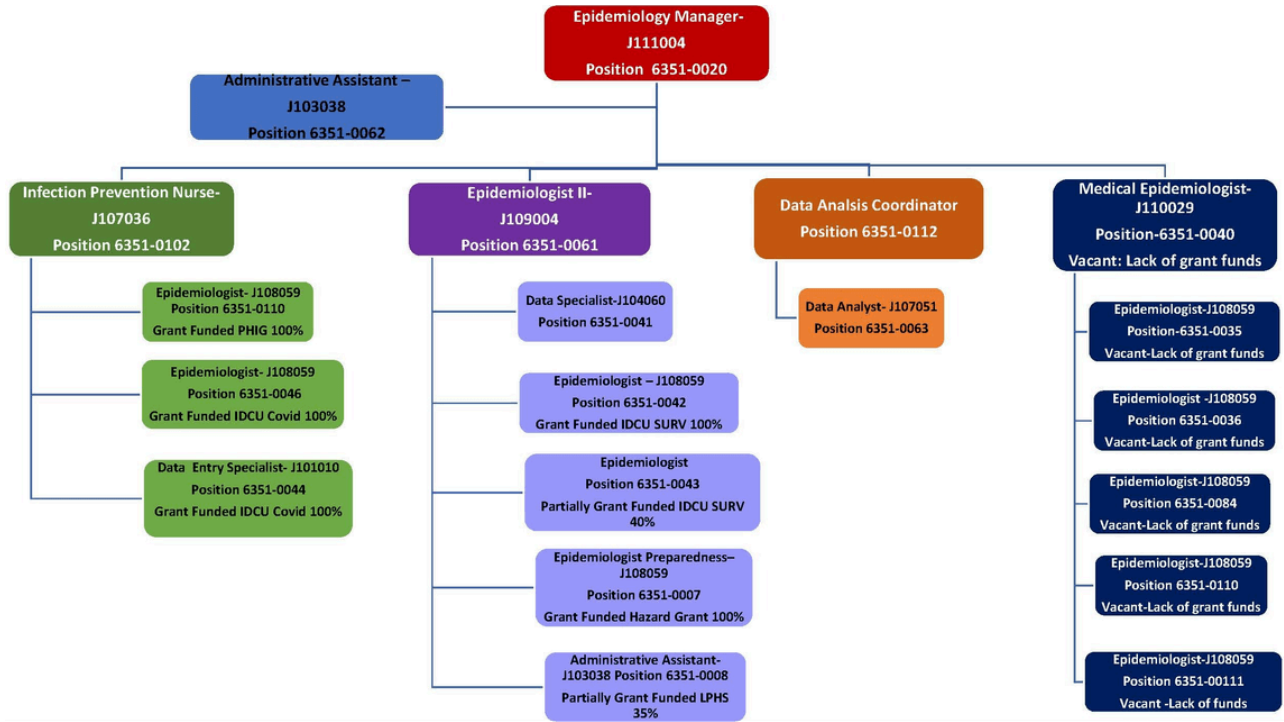 Epidemiology Manager-
J111004
Position 6351-0020
Administrative Assistant –
J103038
Position 6351-0062
Infection Prevention Nurse-
J107036
Position 6351-0102
Epidemiologist- J108059
Position 6351-0110
Grant Funded PHIG 100%
Epidemiologist- J108059
Position 6351-0046
Grant Funded IDCU Covid 100%
Data Entry Specialist- J101010
Position 6351-0044
Grant Funded IDCU Covid 100%
Epidemiologist II-
J109004
Position 6351-0061
Data Specialist-J104060
Position 6351-0041
Epidemiologist – J108059
Position 6351-0042
Grant Funded IDCU SURV 100%
Epidemiologist
Position 6351-0043
Partially Grant Funded IDCU SURV
40%
Epidemiologist Preparedness–
J108059
Position 6351-0007
Grant Funded Hazard Grant 100%
Administrative Assistant-
J103038 Position 6351-0008
Partially Grant Funded LPHS
35%
Data Analsis Coordinator
Position 6351-0112
Data Analyst- J107051
Position 6351-0063
Medical Epidemiologist-
J110029
Position-6351-0040
Vacant: Lack of grant funds
Epidemiologist-J108059
Position-6351-0035
Vacant-Lack of grant funds
Epidemiologist -J108059
Position 6351-0036
Vacant-Lack of grant funds
Epidemiologist-J108059
Position 6351-0084
Vacant-Lack of grant funds
Epidemiologist-J108059
Position 6351-0110
Vacant-Lack of grant funds
Epidemiologist-J108059
Position 6351-00111
Vacant -Lack of funds